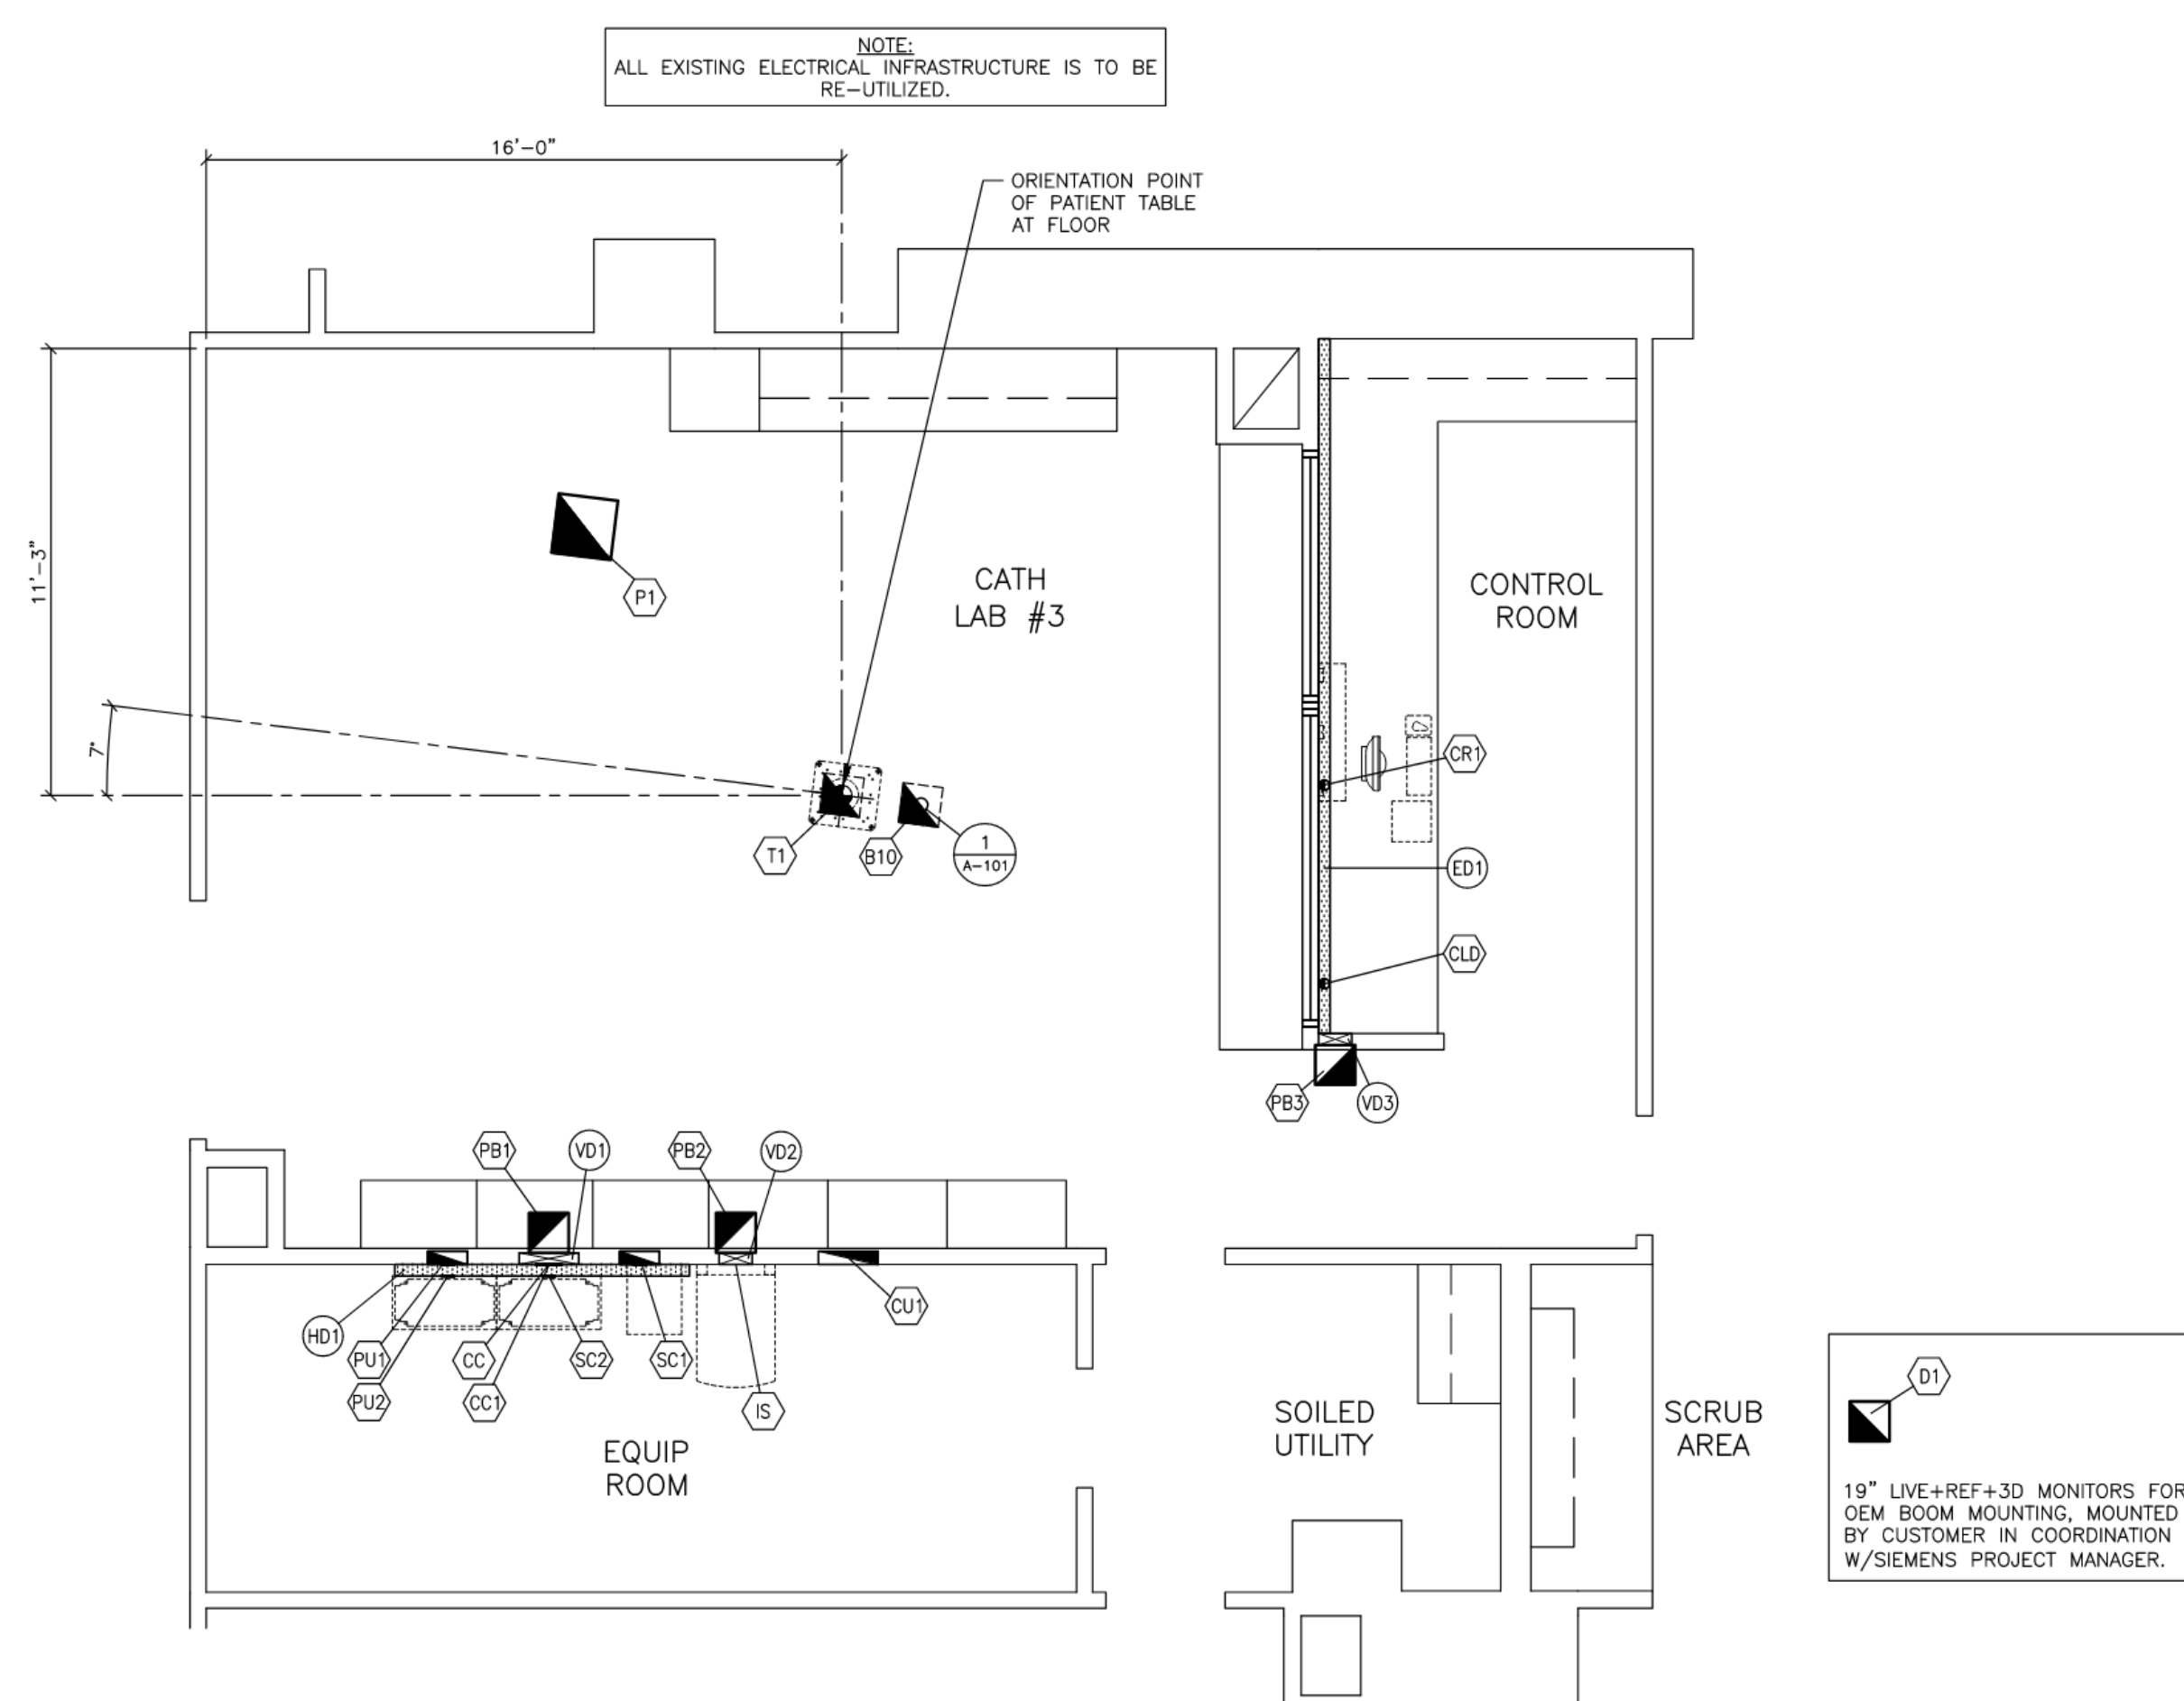 NOTE:
ALL EXISTING ELECTRICAL INFRASTRUCTURE IS TO BE
RE-UTILIZED.
16'-0"
ORIENTATION POINT
OF PATIENT TABLE
AT FLOOR
11'-3"
P1
CATH
LAB #3
CONTROL
ROOM
7°
CR1
T1
B10
1
A-101
ED1
CLD
PB3
VD3
PB1
VD1
PB2
VD2
HD1
PU1
CC
SC2
SC1
CU1
PU2
CC1
IS
EQUIP
ROOM
SOILED
UTILITY
SCRUB
AREA
D1
19" LIVE+REF+3D MONITORS FOR
OEM BOOM MOUNTING, MOUNTED
BY CUSTOMER IN COORDINATION
W/SIEMENS PROJECT MANAGER.